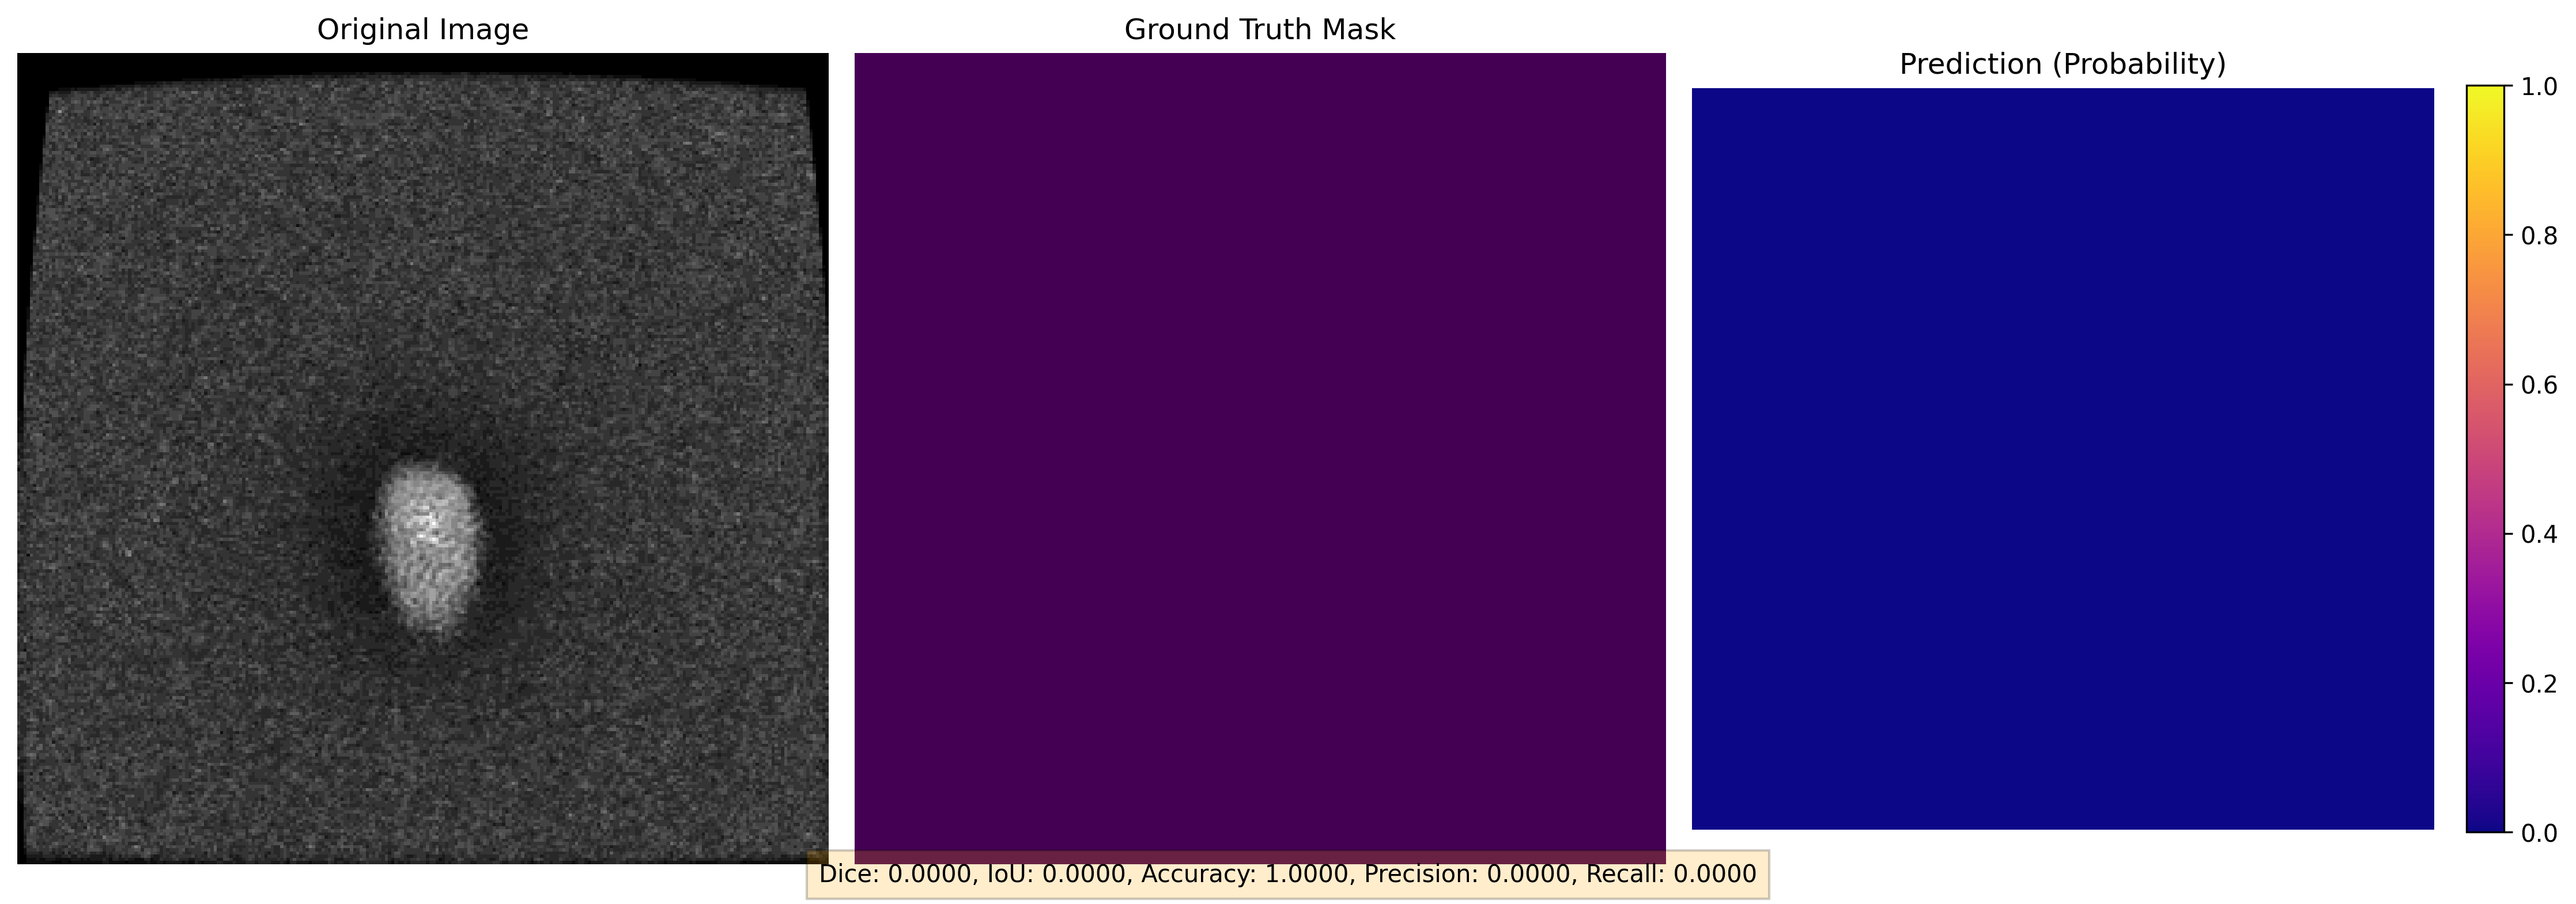 Original Image
Ground Truth Mask
Prediction (Probability)
1.0
0.8
0.6
0.4
0.2
0.0
Dice: 0.0000, IoU: 0.0000, Accuracy: 1.0000, Precision: 0.0000, Recall: 0.0000